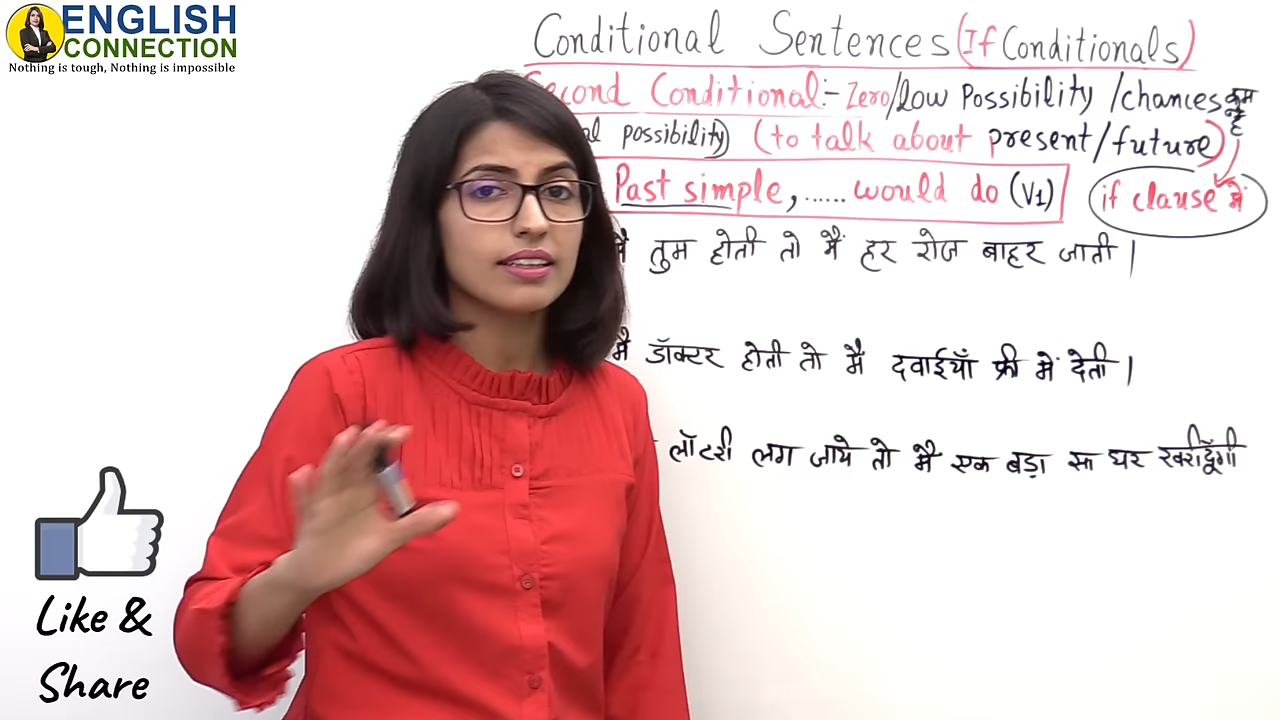 ENGLISH
CONNECTION
Nothing is tough, Nothing is impossible
Conditional Sentences (If Conditionals)
Second Conditional:- Zero/low Possibility /chances कम है
possibility) (to talk about present/future)
Past simple, ...... would do (V1)
if clause में
तुम होती तो मैं हर रोज बाहर जाती।
मैं डॉक्टर होती तो मैं दवाईयाँ फ्री में देती।
लॉटरी लग जाये तो मैं एक बड़ा सा घर खरीदूँगी
Like &
Share